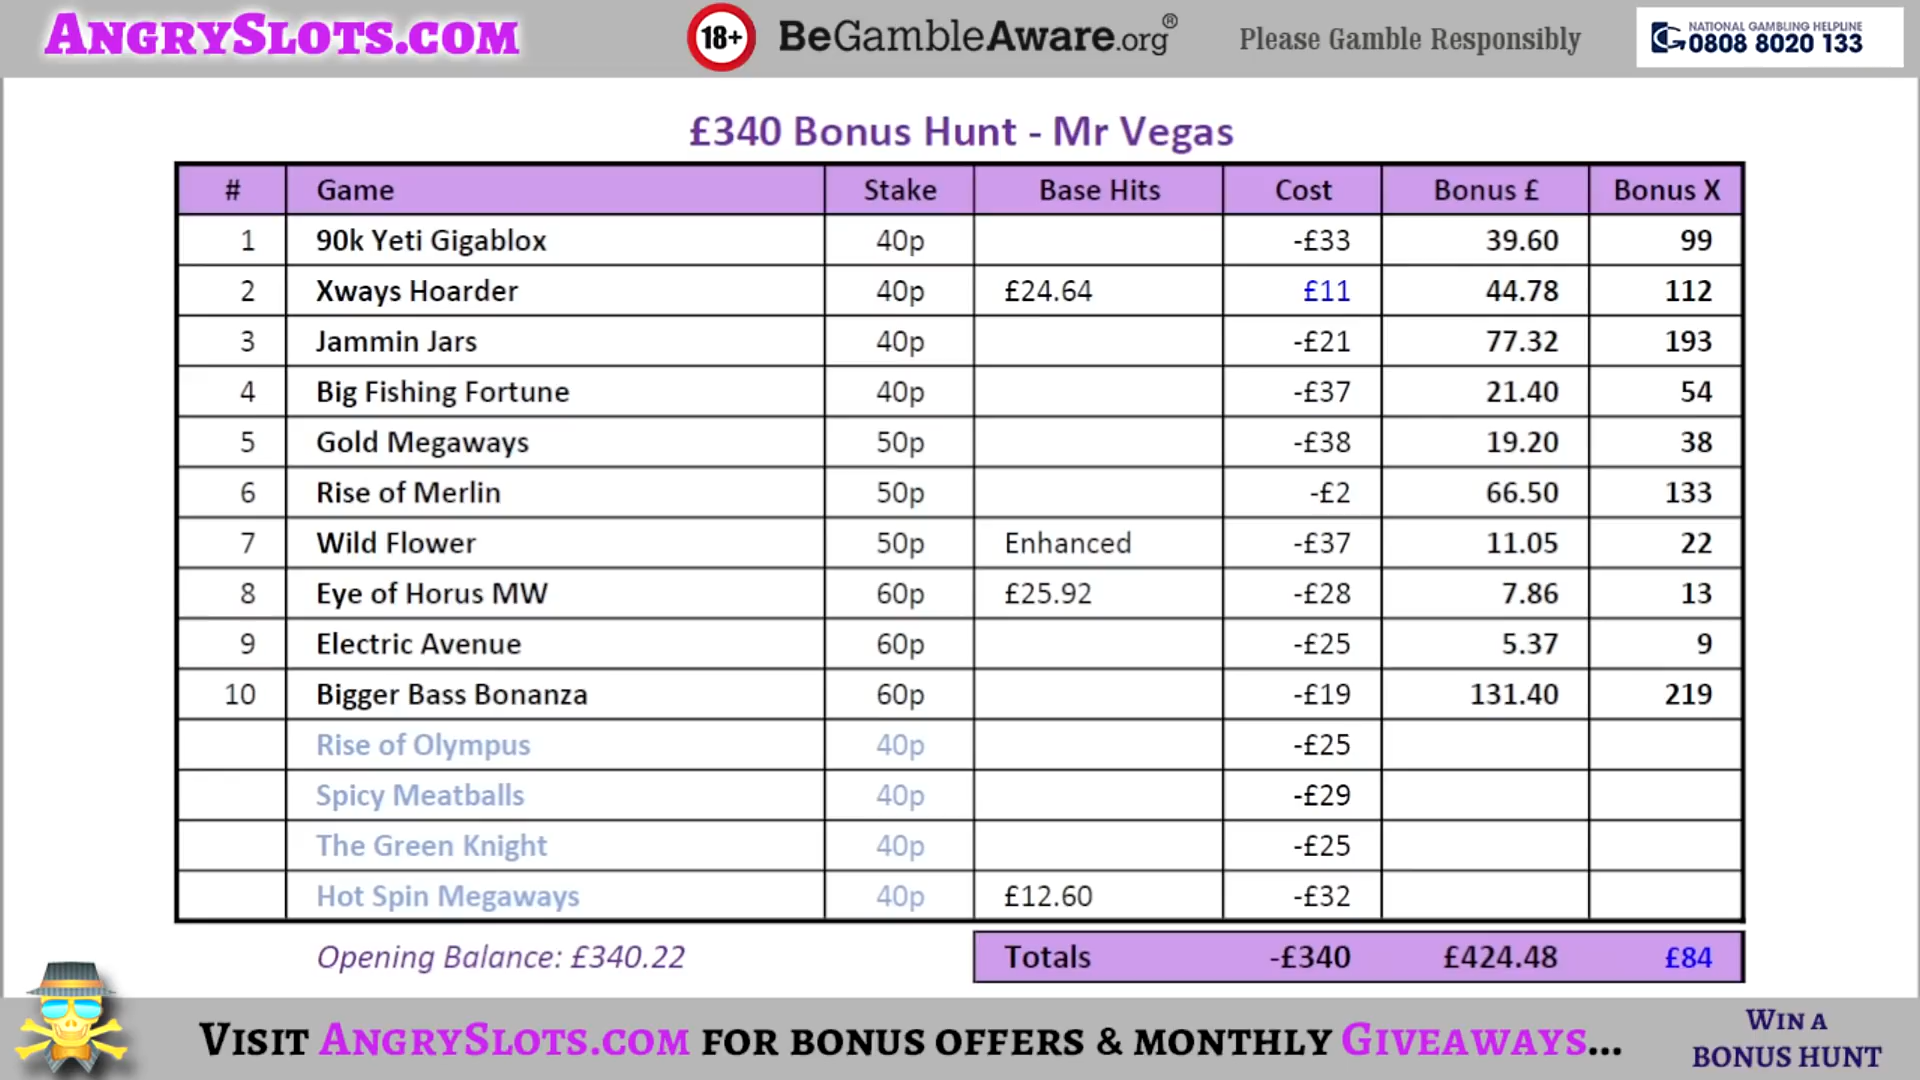 AngrySlots.com
18+ BeGambleAware.org®
Please Gamble Responsibly
NATIONAL GAMBLING HELPLINE
0808 8020 133
£340 Bonus Hunt - Mr Vegas
# Game Stake Base Hits Cost Bonus £ Bonus X
1 90k Yeti Gigablox 40p -£33 39.60 99
2 Xways Hoarder 40p £24.64 £11 44.78 112
3 Jammin Jars 40p -£21 77.32 193
4 Big Fishing Fortune 40p -£37 21.40 54
5 Gold Megaways 50p -£38 19.20 38
6 Rise of Merlin 50p -£2 66.50 133
7 Wild Flower 50p Enhanced -£37 11.05 22
8 Eye of Horus MW 60p £25.92 -£28 7.86 13
9 Electric Avenue 60p -£25 5.37 9
10 Bigger Bass Bonanza 60p -£19 131.40 219
Rise of Olympus 40p -£25
Spicy Meatballs 40p -£29
The Green Knight 40p -£25
Hot Spin Megaways 40p £12.60 -£32
Opening Balance: £340.22 Totals -£340 £424.48 £84
Visit AngrySlots.com for bonus offers & monthly Giveaways...
Win a
Bonus Hunt